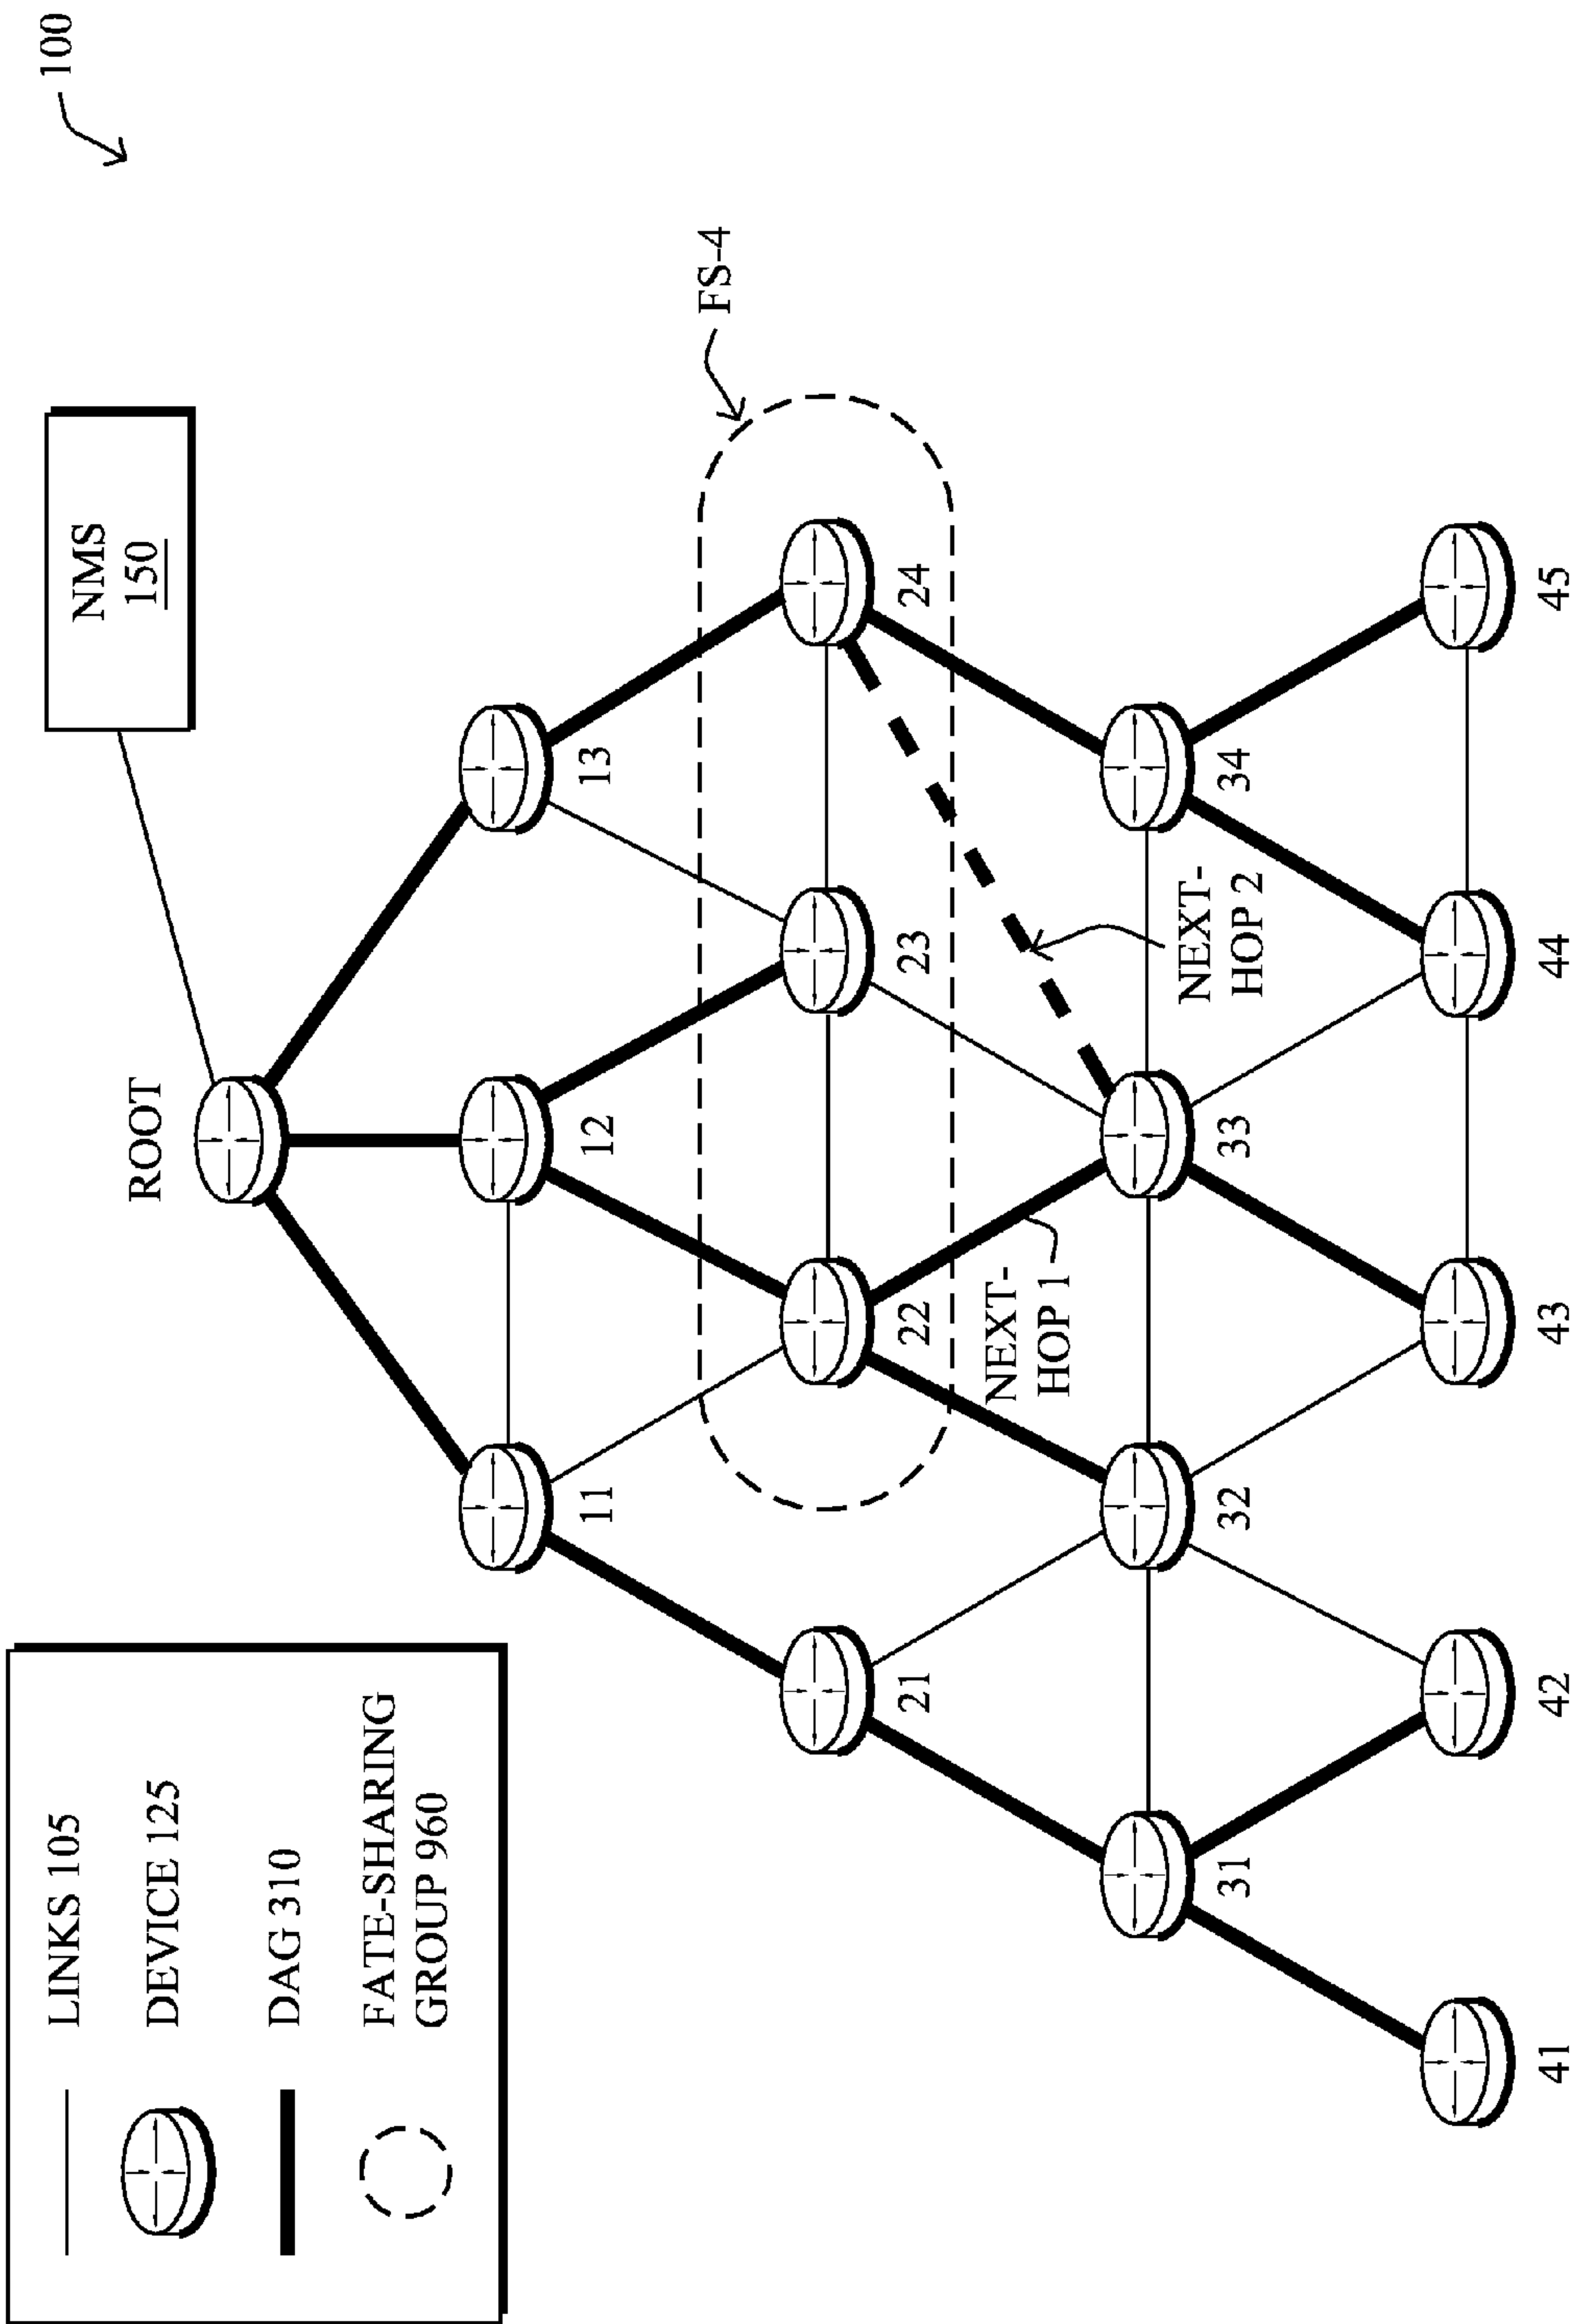 100
LINKS 105
DEVICE 125
DAG 310
FATE-SHARING
GROUP 960
NMS
150
ROOT
11
12
13
FS-4
21
22
23
24
NEXT-
HOP 1
NEXT-
HOP 2
31
32
33
34
41
42
43
44
45